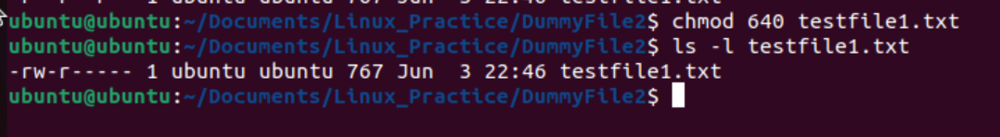 ubuntu@ubuntu:~/Documents/Linux_Practice/DummyFile2$ chmod 640 testfile1.txt
ubuntu@ubuntu:~/Documents/Linux_Practice/DummyFile2$ ls -l testfile1.txt
-rw-r----- 1 ubuntu ubuntu 767 Jun  3 22:46 testfile1.txt
ubuntu@ubuntu:~/Documents/Linux_Practice/DummyFile2$